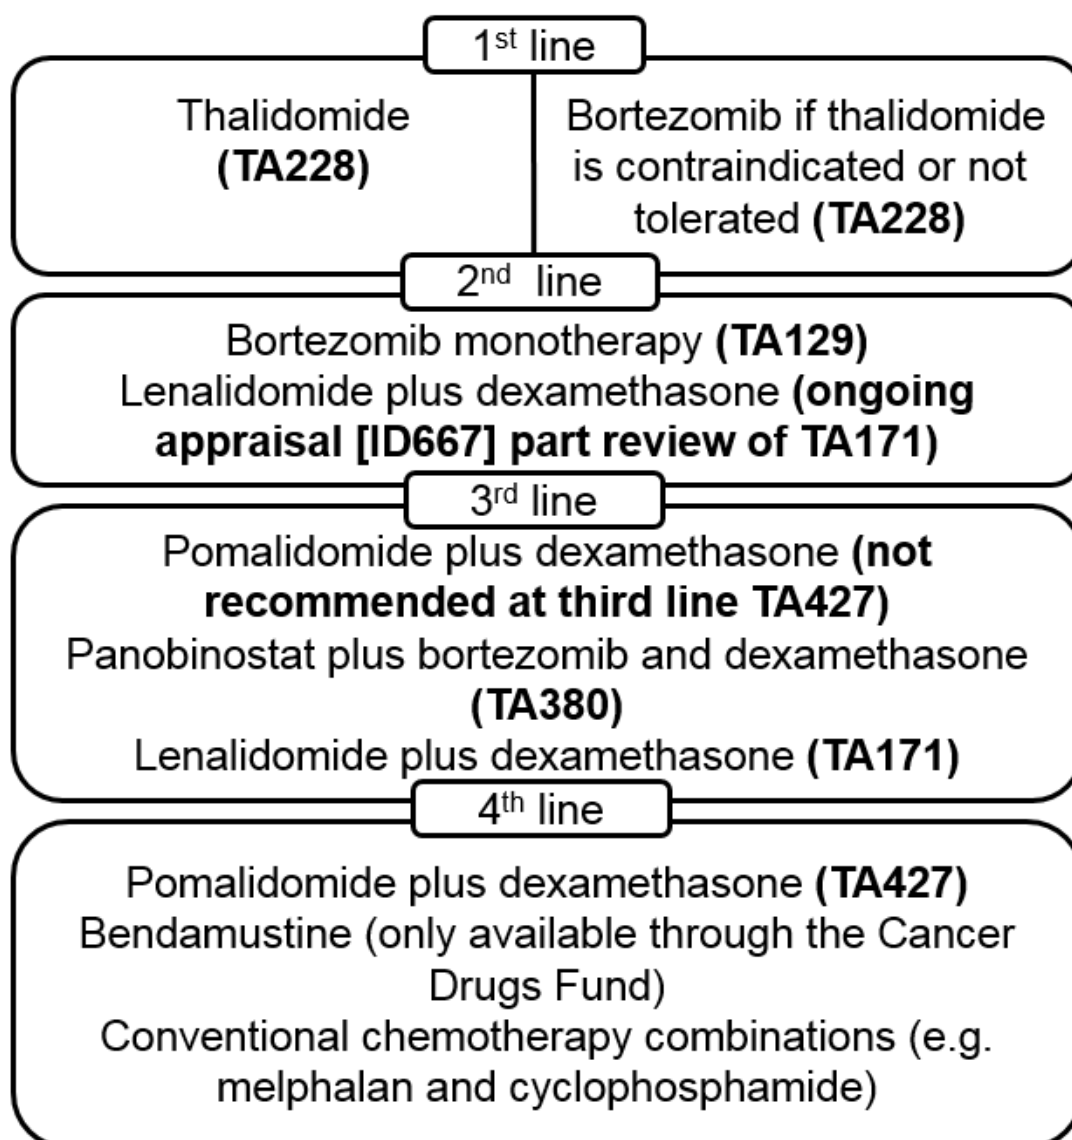 1st line
Thalidomide
(TA228)
Bortezomib if thalidomide
is contraindicated or not
tolerated (TA228)
2nd line
Bortezomib monotherapy (TA129)
Lenalidomide plus dexamethasone (ongoing
appraisal [ID667] part review of TA171)
3rd line
Pomalidomide plus dexamethasone (not
recommended at third line TA427)
Panobinostat plus bortezomib and dexamethasone
(TA380)
Lenalidomide plus dexamethasone (TA171)
4th line
Pomalidomide plus dexamethasone (TA427)
Bendamustine (only available through the Cancer
Drugs Fund)
Conventional chemotherapy combinations (e.g.
melphalan and cyclophosphamide)